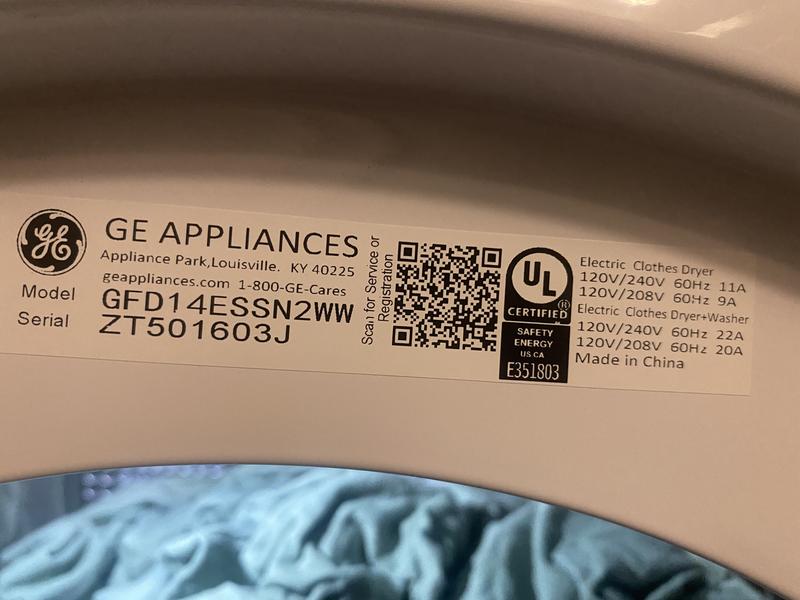 GE
GE APPLIANCES
Appliance Park,Louisville. KY 40225
geappliances.com 1-800-GE-Cares
Model GFD14ESSN2WW
Serial ZT501603J
Scan for Service or
Registration
UL
®
CERTIFIED
SAFETY
ENERGY
US CA
E351803
Electric Clothes Dryer
120V/240V 60Hz 11A
120V/208V 60Hz 9A
Electric Clothes Dryer+Washer
120V/240V 60Hz 22A
120V/208V 60Hz 20A
Made in China